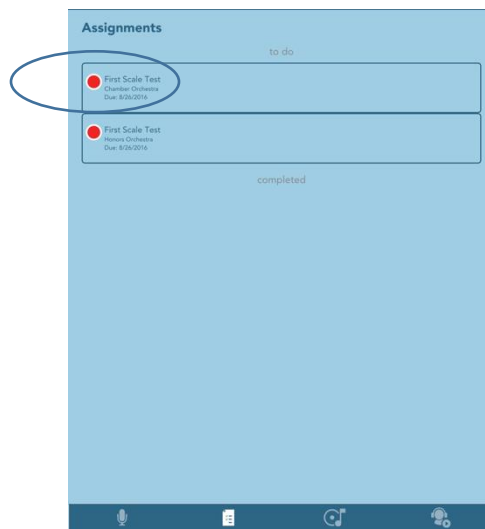 Assignments
to do
First Scale Test
Chamber Orchestra
Due: 8/26/2016
First Scale Test
Honors Orchestra
Due: 8/26/2016
completed